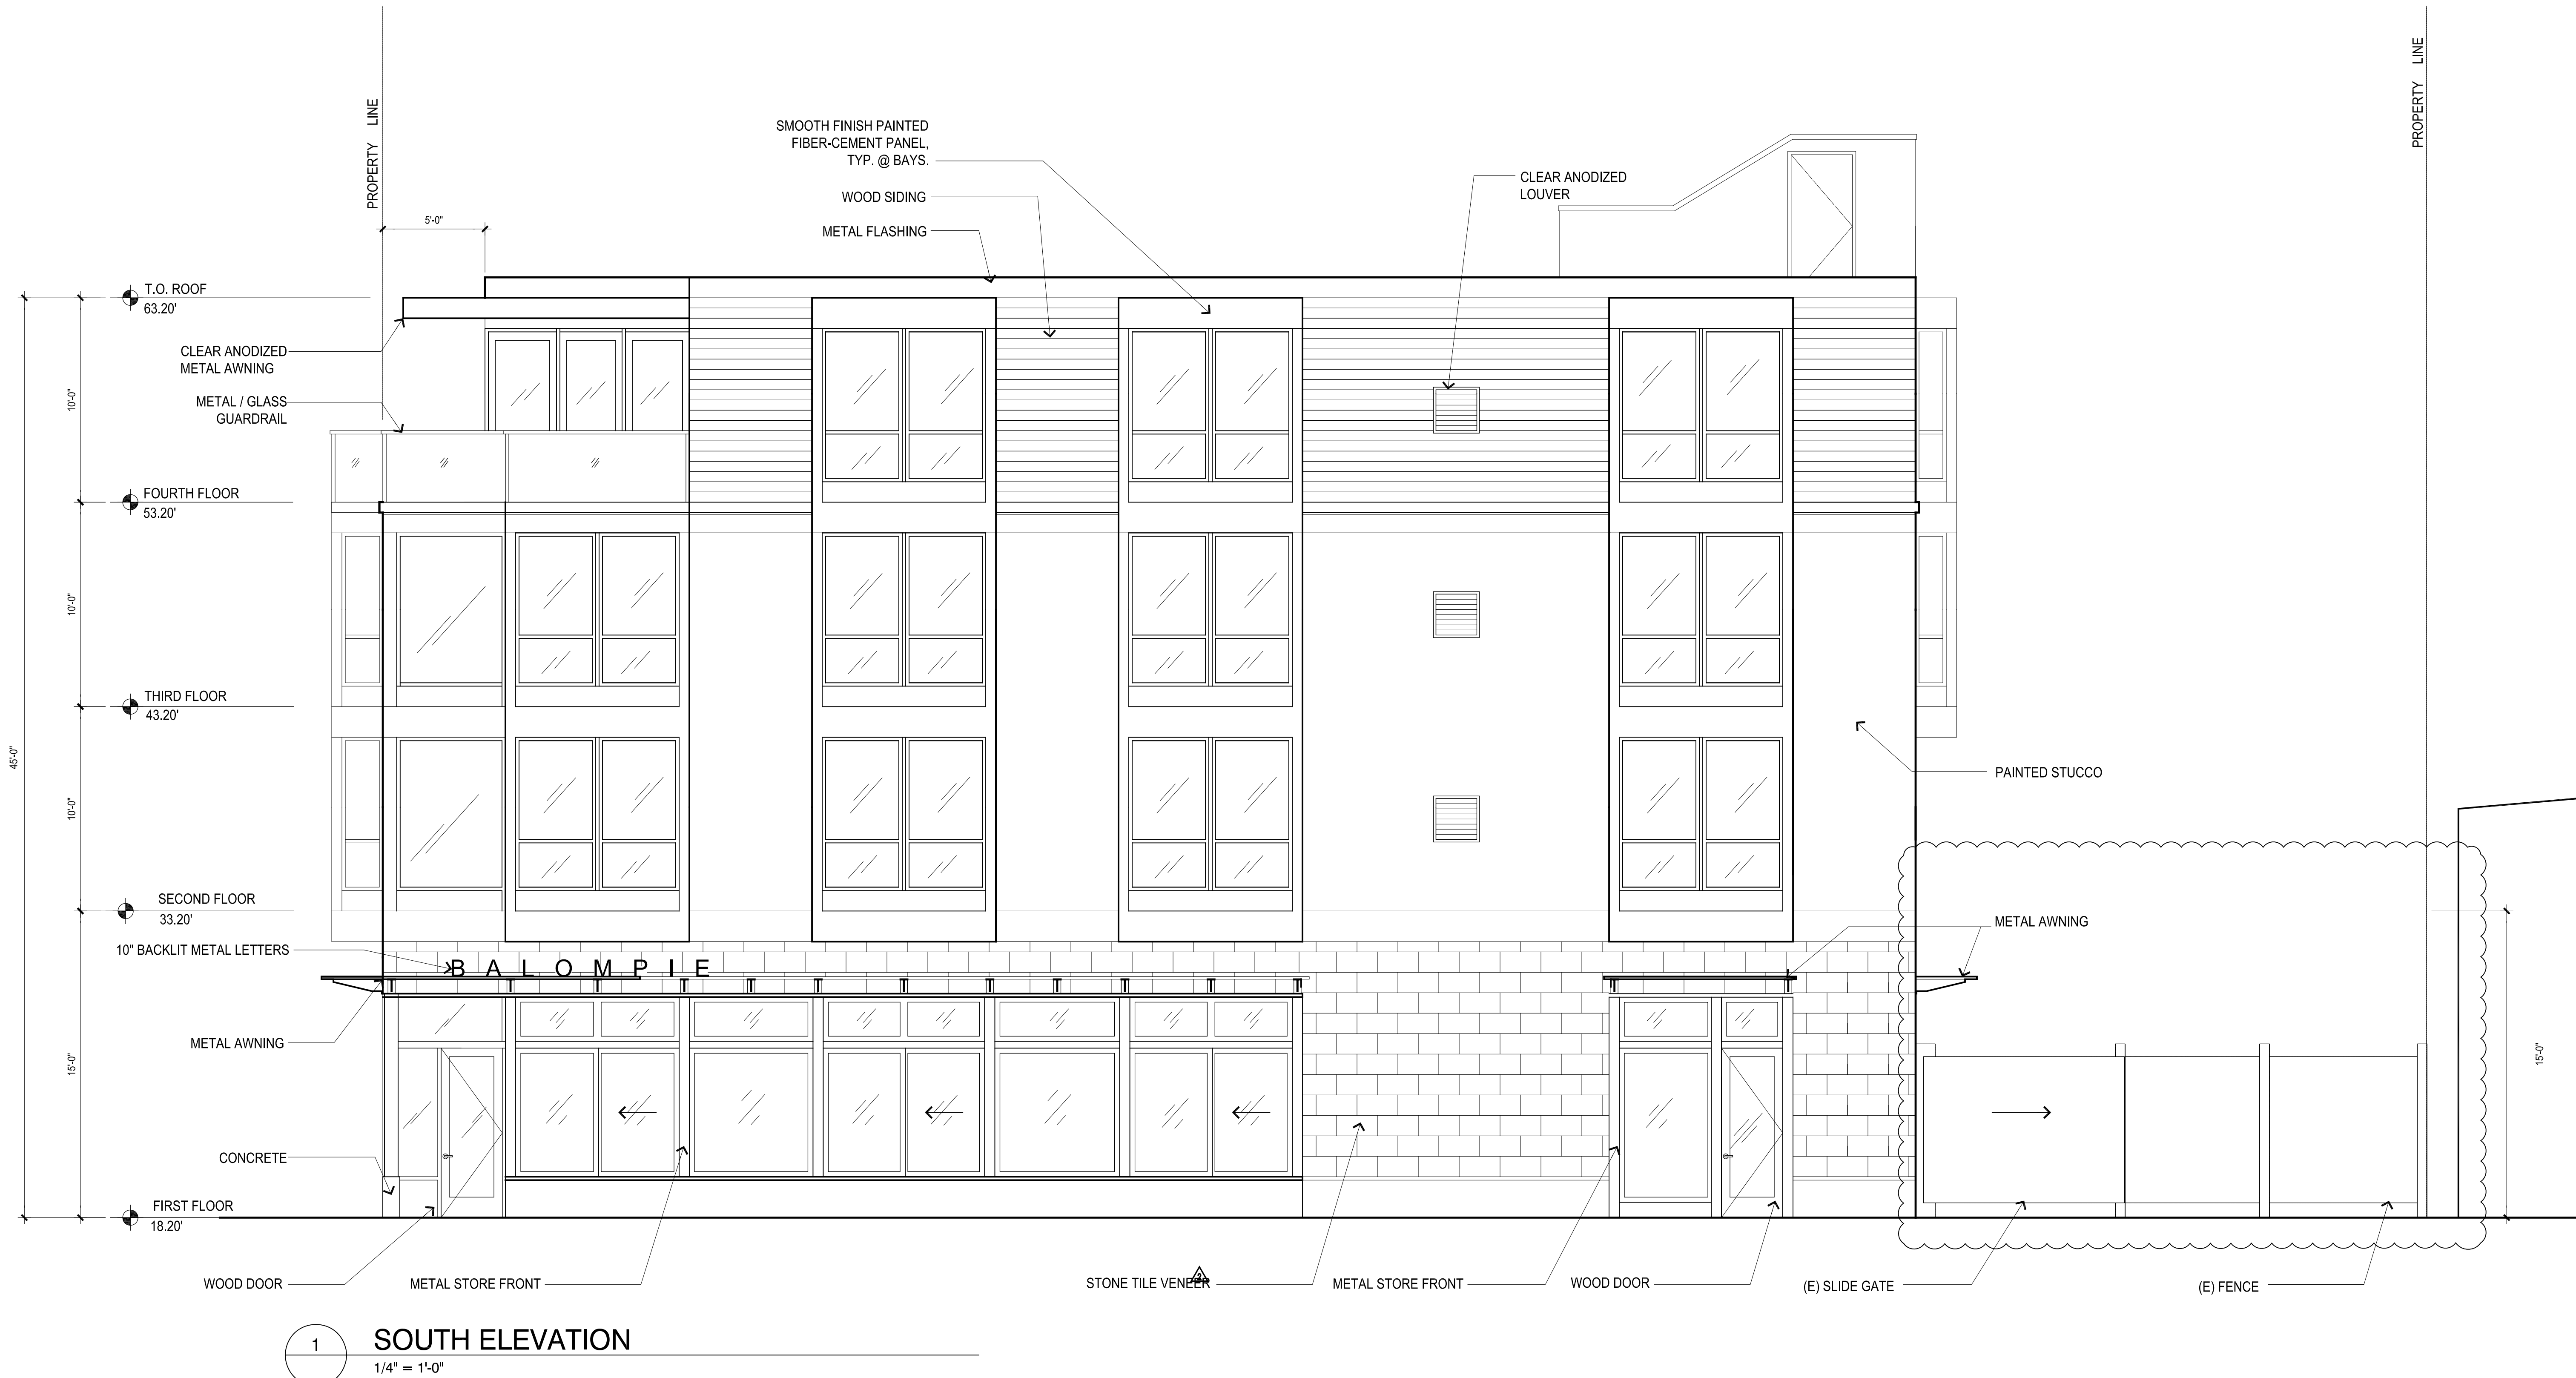 PROPERTY LINE
PROPERTY LINE
SMOOTH FINISH PAINTED
FIBER-CEMENT PANEL,
TYP. @ BAYS.
WOOD SIDING
METAL FLASHING
CLEAR ANODIZED
LOUVER
5'-0"
T.O. ROOF
63.20'
CLEAR ANODIZED
METAL AWNING
METAL / GLASS
GUARDRAIL
10'-0"
FOURTH FLOOR
53.20'
10'-0"
THIRD FLOOR
43.20'
45'-0"
10'-0"
PAINTED STUCCO
SECOND FLOOR
33.20'
METAL AWNING
10" BACKLIT METAL LETTERS
BALOMPIE
METAL AWNING
15'-0"
15'-0"
CONCRETE
FIRST FLOOR
18.20'
WOOD DOOR
METAL STORE FRONT
STONE TILE VENEER
2
METAL STORE FRONT
WOOD DOOR
(E) SLIDE GATE
(E) FENCE
1
SOUTH ELEVATION
1/4" = 1'-0"